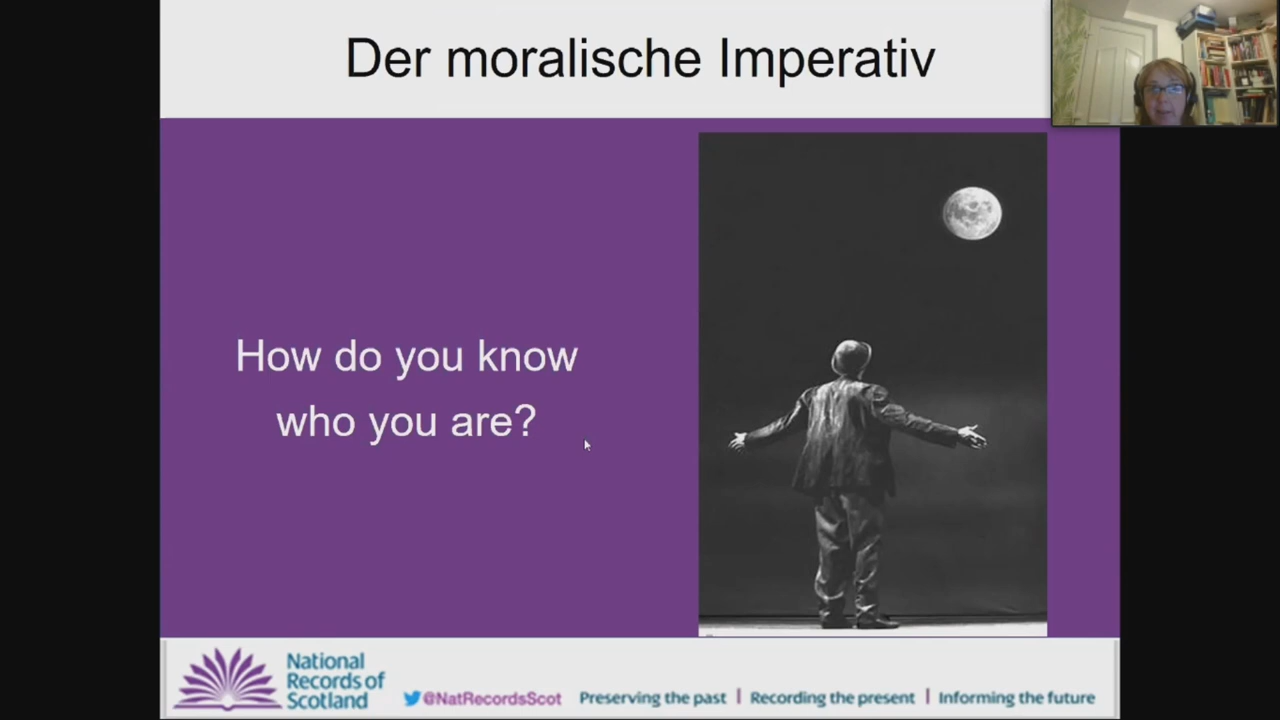 Der moralische Imperativ
How do you know
who you are?
National
Records of
Scotland
@NatRecordsScot
Preserving the past | Recording the present | Informing the future